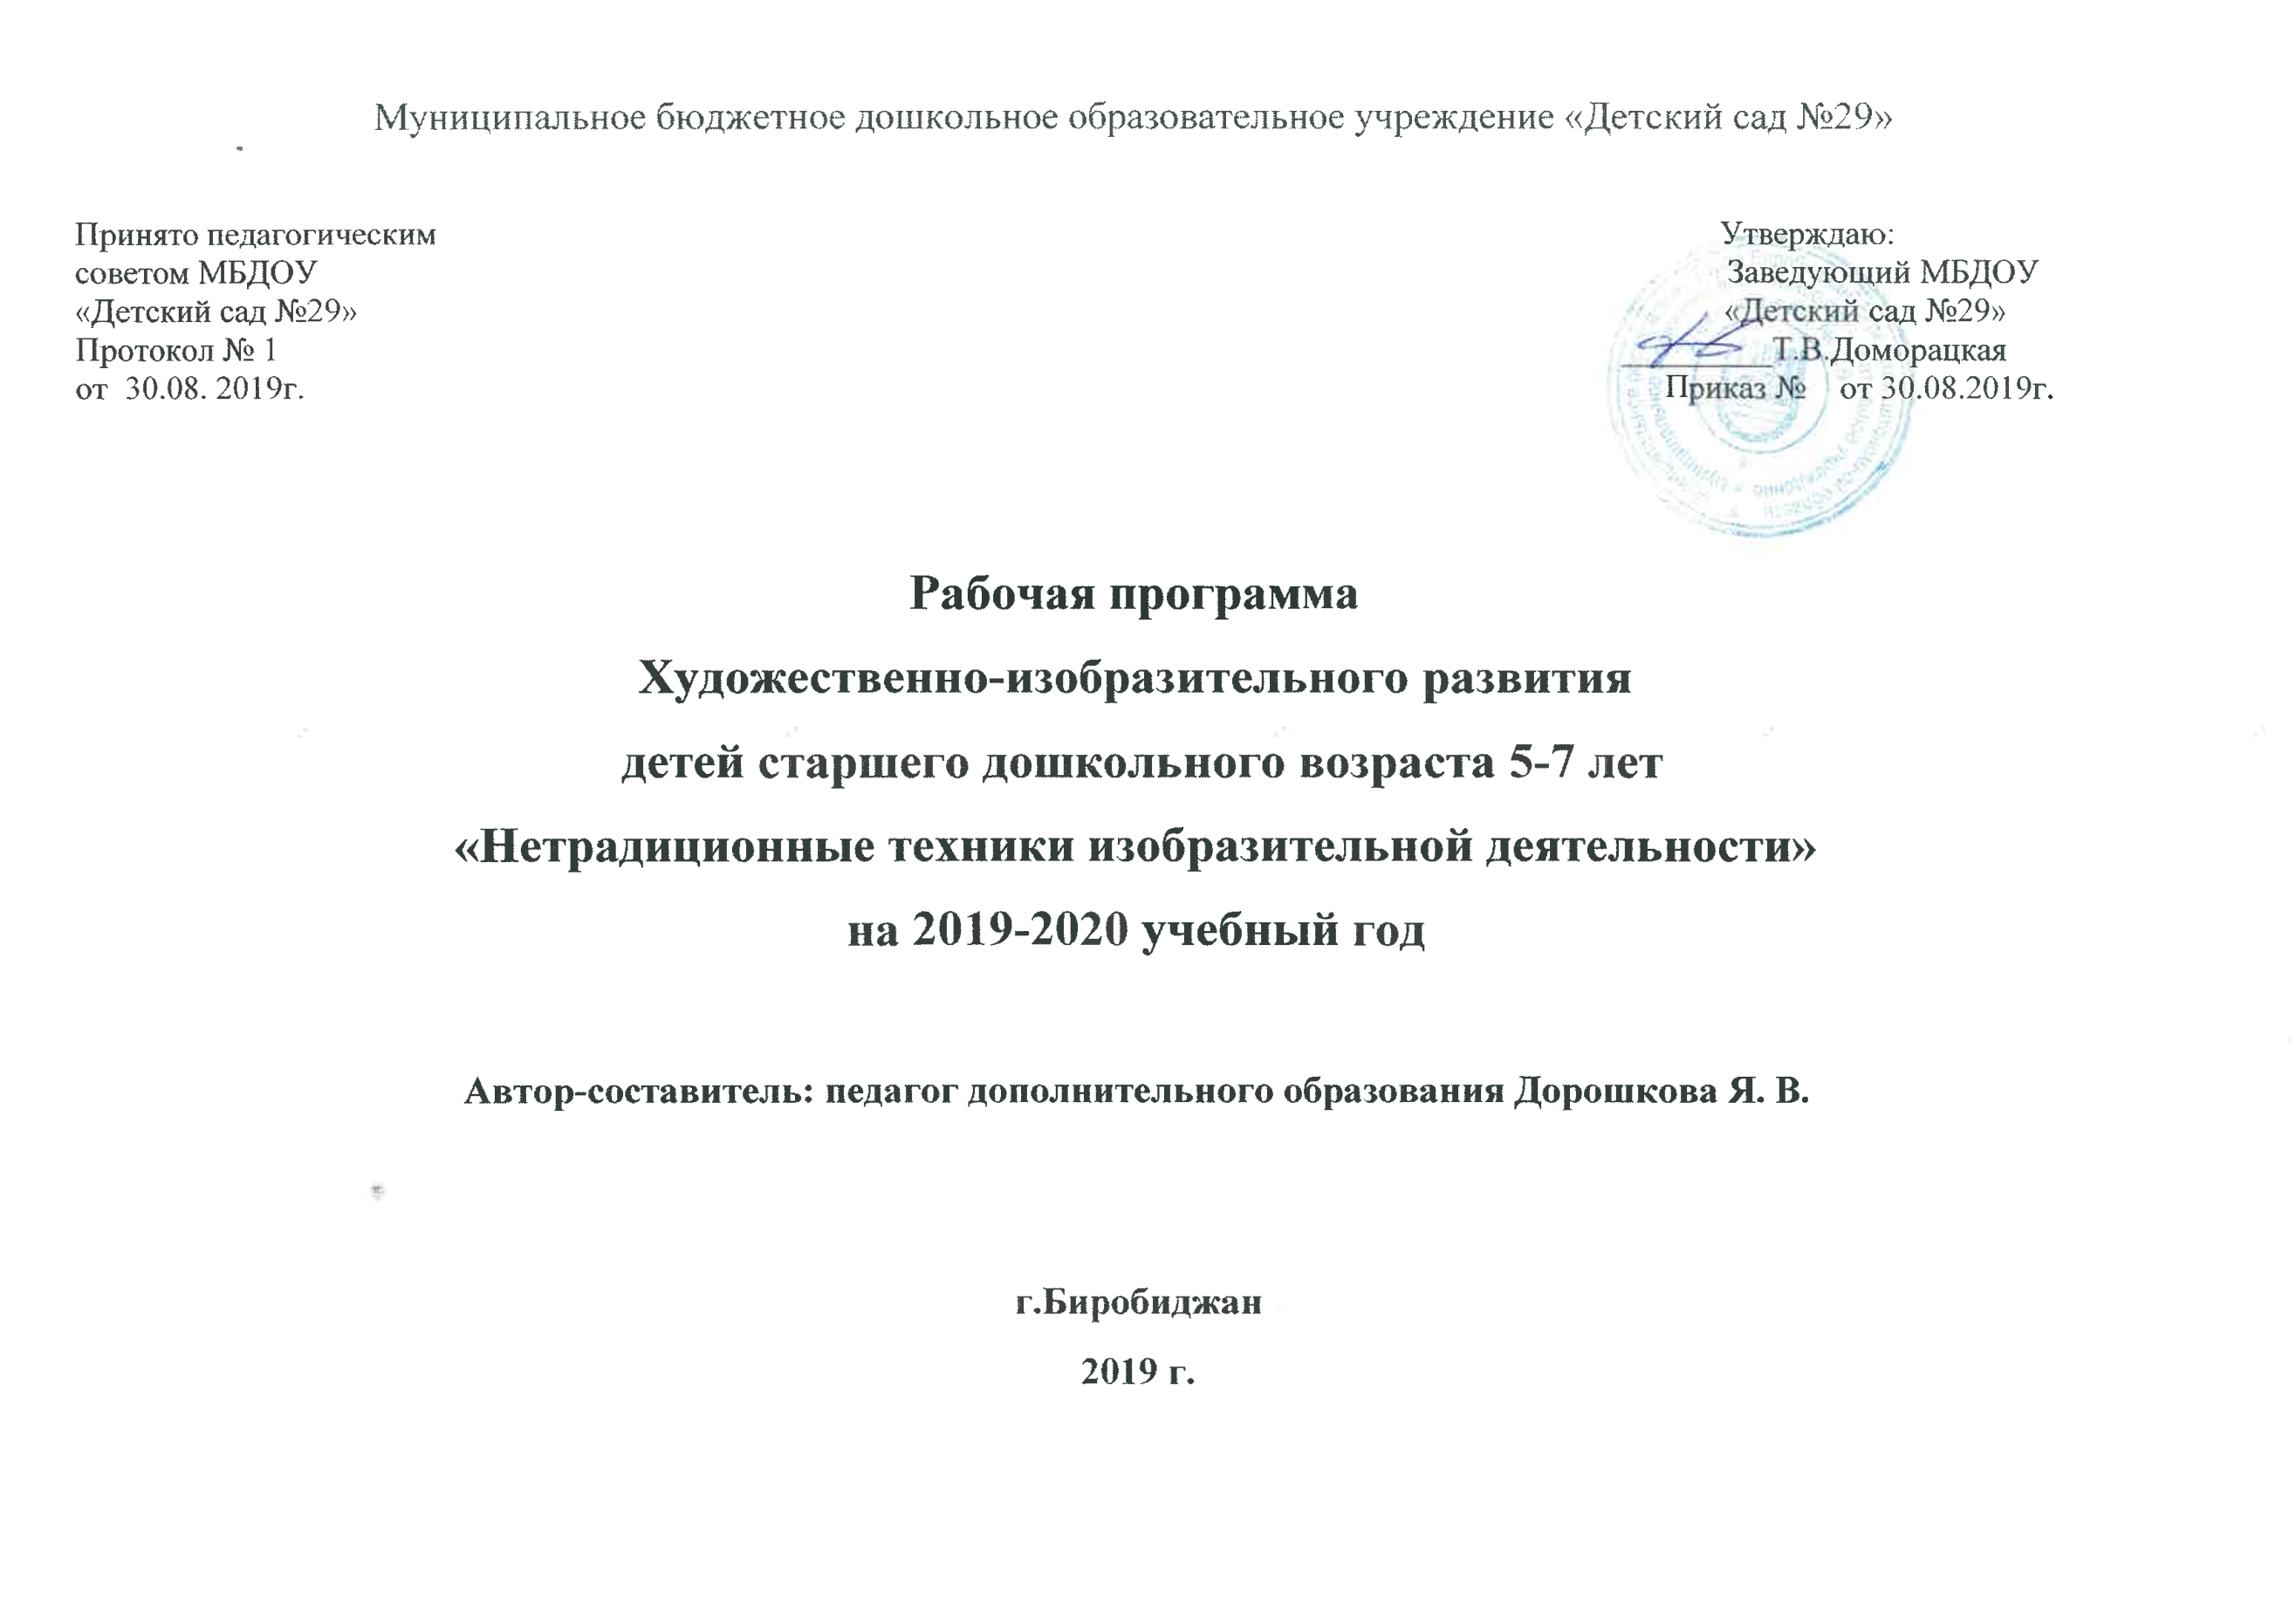 Муниципальное бюджетное дошкольное образовательное учреждение «Детский сад №29»
Принято педагогическим
советом МБДОУ
«Детский сад №29»
Протокол № 1
от 30.08. 2019г.
Утверждаю:
Заведующий МБДОУ
«Детский сад №29»
Т.В.Доморацкая
Приказ № от 30.08.2019г.
Рабочая программа
Художественно-изобразительного развития
детей старшего дошкольного возраста 5-7 лет
«Нетрадиционные техники изобразительной деятельности»
на 2019-2020 учебный год
Автор-составитель: педагог дополнительного образования Дорошкова Я. В.
г.Биробиджан
2019 г.